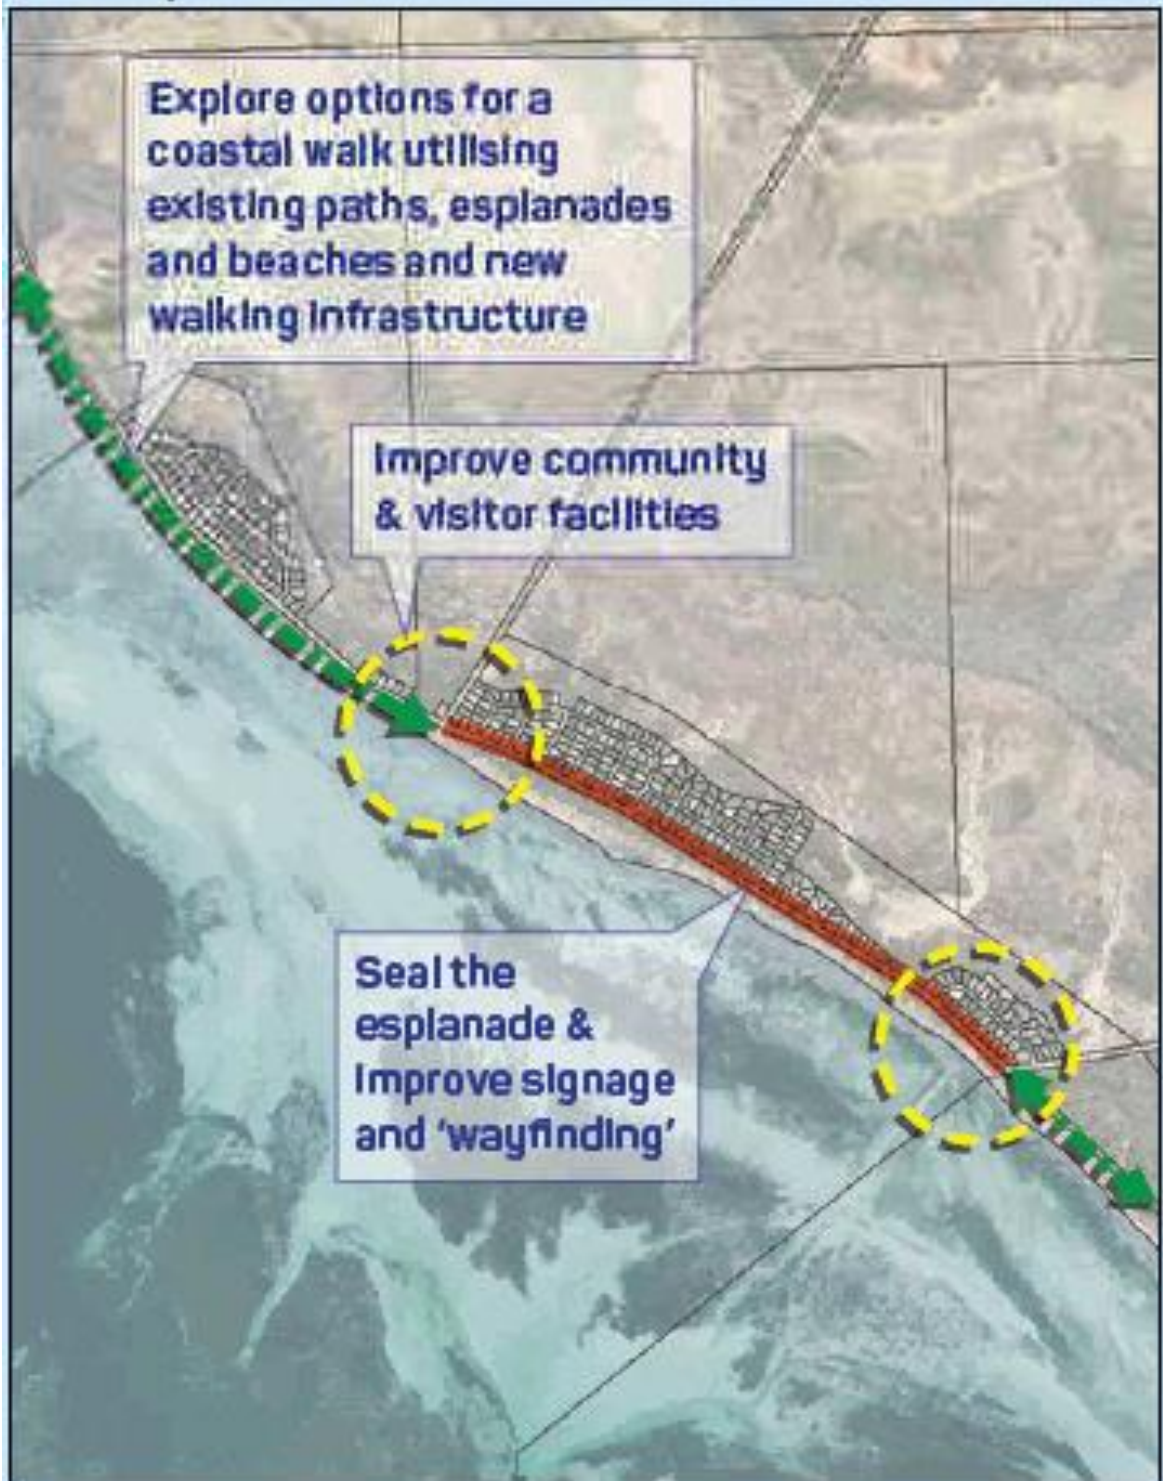 Explore options for a
coastal walk utilising
existing paths, esplanades
and beaches and new
walking infrastructure
Improve community
& visitor facilities
Seal the
esplanade &
improve signage
and ‘wayfinding’